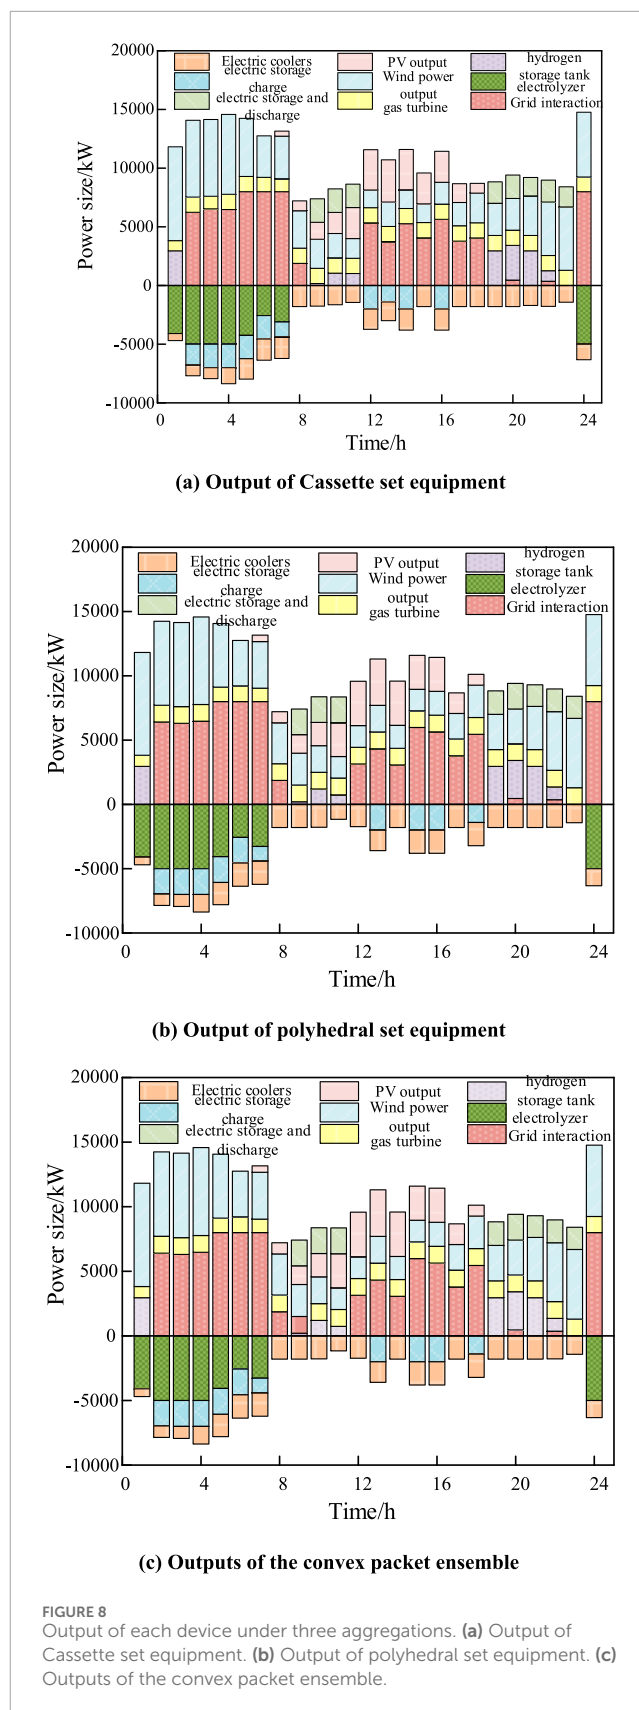 20000
15000
10000
5000
0
-5000
-10000
Power size/kW
Electric coolers
electric storage
charge
electric storage and
discharge
PV output
Wind power
output
gas turbine
hydrogen
storage tank
electrolyzer
Grid interaction
0 4 8 12 16 20 24
Time/h
(a) Output of Cassette set equipment
20000
15000
10000
5000
0
-5000
-10000
Power size/kW
Electric coolers
electric storage
charge
electric storage and
discharge
PV output
Wind power
output
gas turbine
hydrogen
storage tank
electrolyzer
Grid interaction
0 4 8 12 16 20 24
Time/h
(b) Output of polyhedral set equipment
20000
15000
10000
5000
0
-5000
-10000
Power size/kW
Electric coolers
electric storage
charge
electric storage and
discharge
PV output
Wind power
output
gas turbine
hydrogen
storage tank
electrolyzer
Grid interaction
0 4 8 12 16 20 24
Time/h
(c) Outputs of the convex packet ensemble
FIGURE 8
Output of each device under three aggregations. (a) Output of
Cassette set equipment. (b) Output of polyhedral set equipment. (c)
Outputs of the convex packet ensemble.